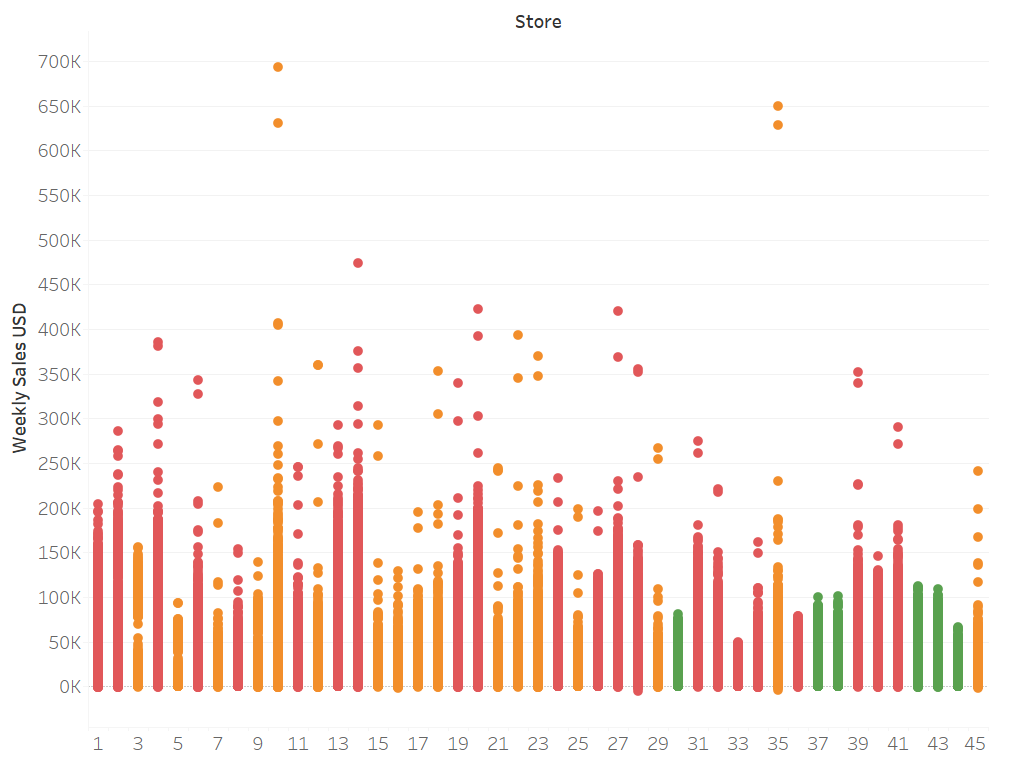 Store
700K
650K
600K
550K
500K
450K
400K
350K
300K
250K
200K
150K
100K
50K
0K
Weekly Sales USD
1 3 5 7 9 11 13 15 17 19 21 23 25 27 29 31 33 35 37 39 41 43 45